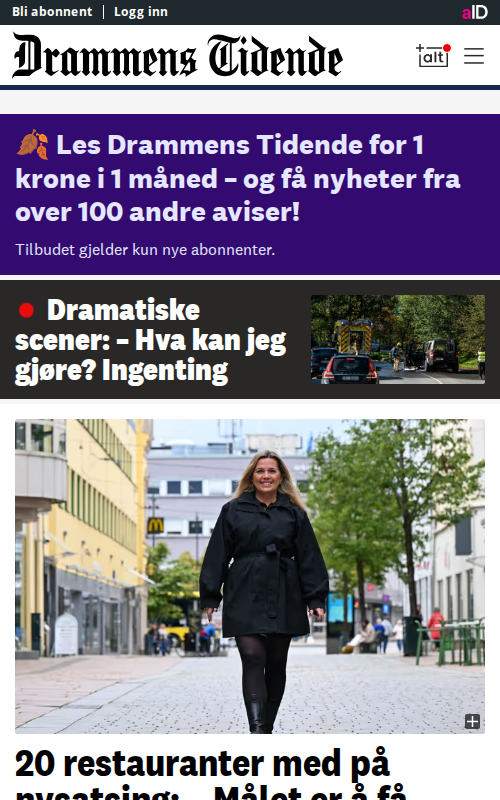 Bli abonnent | Logg inn
aID
Drammens Tidende
+alt
🍂 Les Drammens Tidende for 1
krone i 1 måned – og få nyheter fra
over 100 andre aviser!
Tilbudet gjelder kun nye abonnenter.
Dramatiske
scener: – Hva kan jeg
gjøre? Ingenting
20 restauranter med på
nysatsing: – Målet er å få